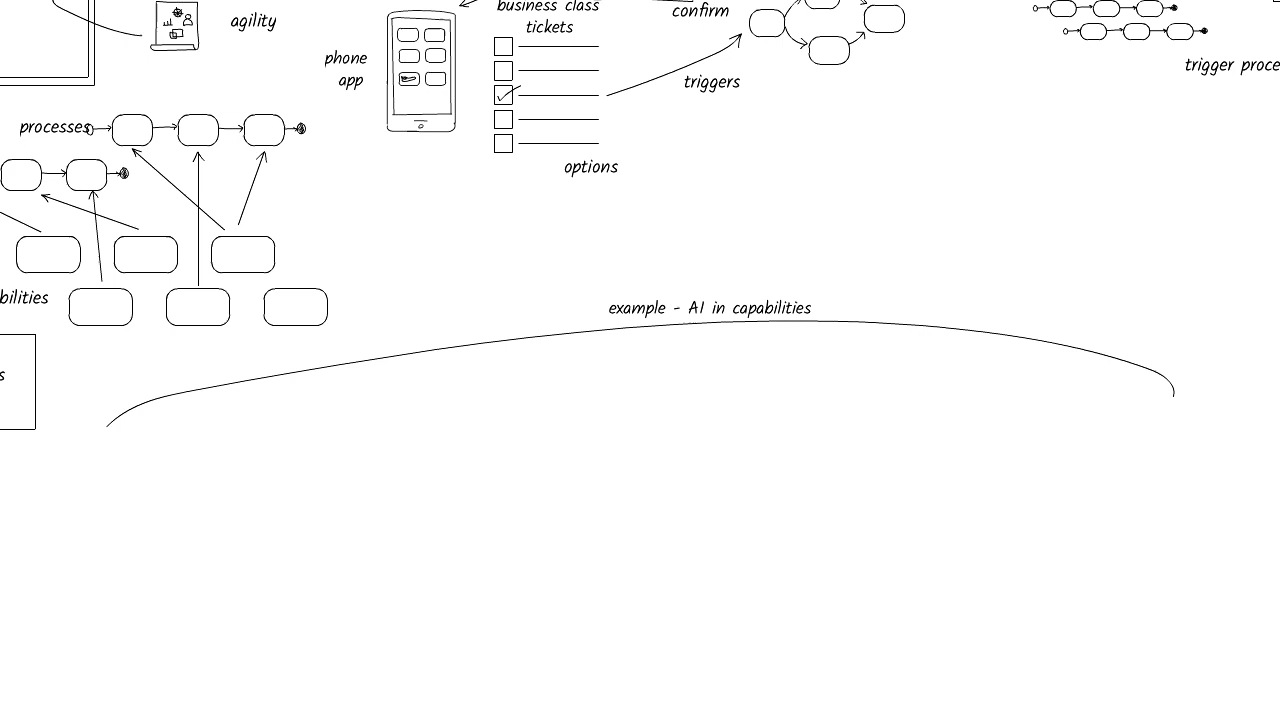 business class
tickets
confirm
agility
phone
app
triggers
trigger proce
processes
options
bilities
example - AI in capabilities
s